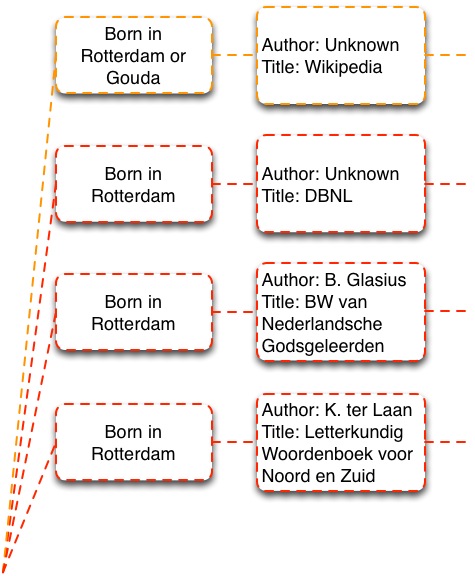 Born in
Rotterdam or
Gouda
Author: Unknown
Title: Wikipedia
Born in
Rotterdam
Author: Unknown
Title: DBNL
Born in
Rotterdam
Author: B. Glasius
Title: BW van
Nederlandsche
Godsgeleerden
Born in
Rotterdam
Author: K. ter Laan
Title: Letterkundig
Woordenboek voor
Noord en Zuid